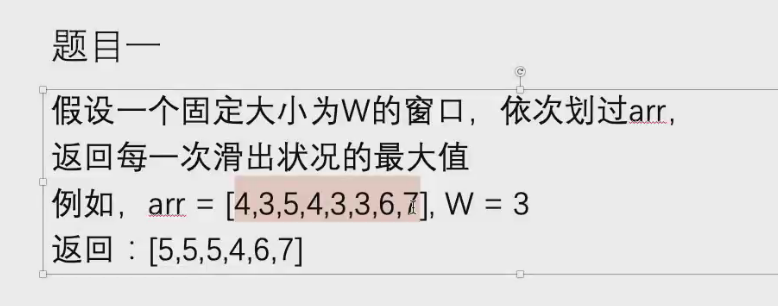 题目一
假设一个固定大小为W的窗口，依次划过arr，
返回每一次滑出状况的最大值
例如，arr = [4,3,5,4,3,3,6,7], W = 3
返回：[5,5,5,4,6,7]